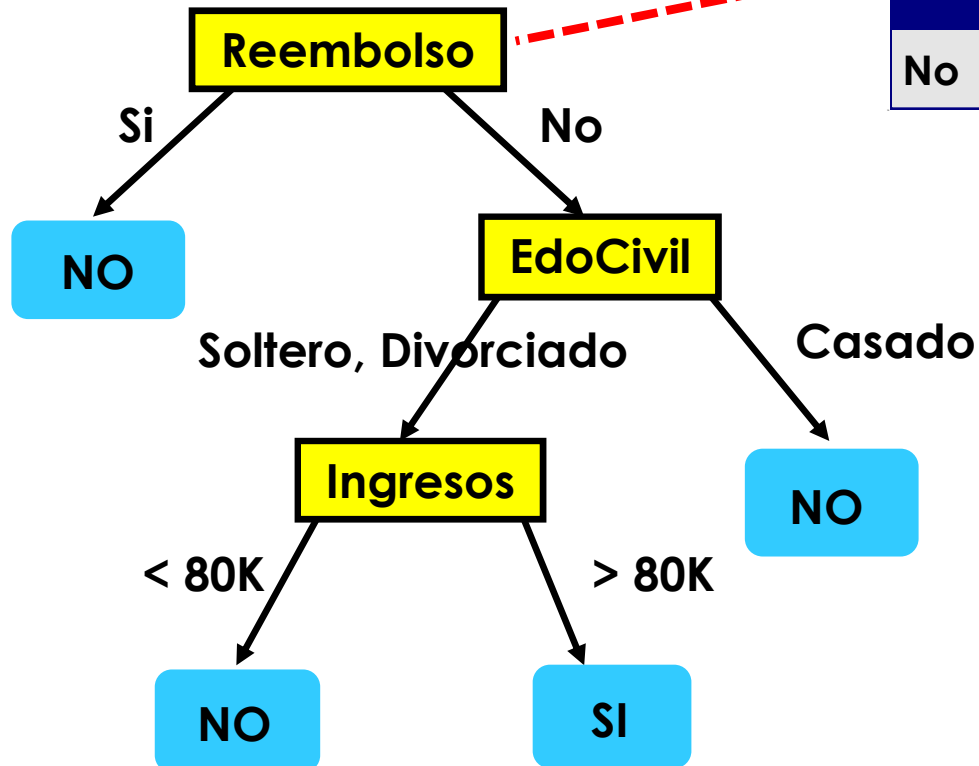 Reembolso
No
Si
No
NO
EdoCivil
Soltero, Divorciado
Casado
Ingresos
NO
< 80K
> 80K
NO
SI